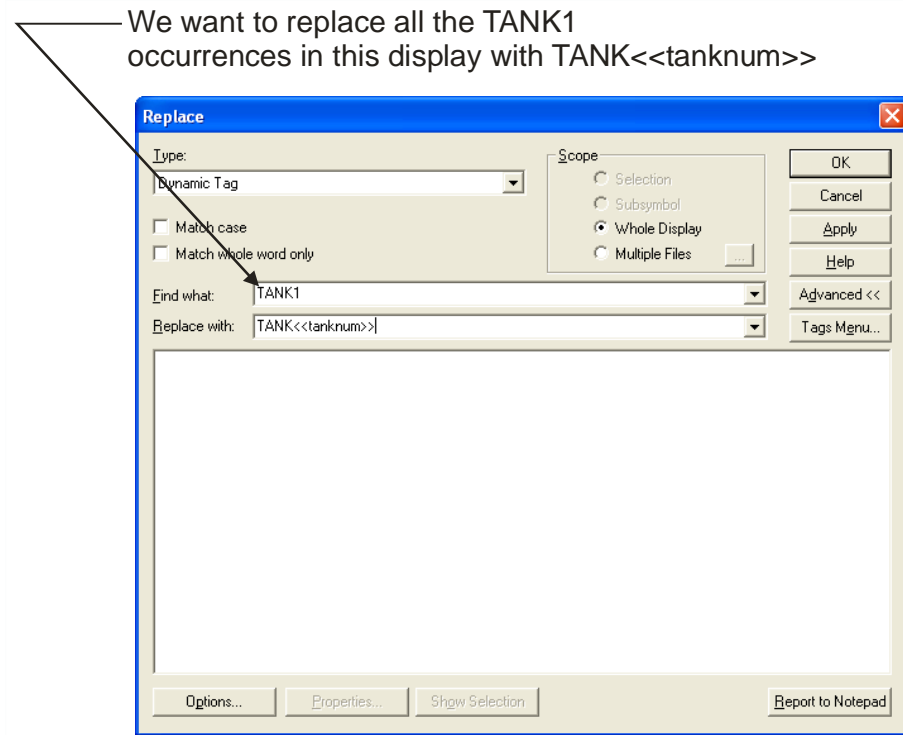 We want to replace all the TANK1
occurrences in this display with TANK<<tanknum>>
Replace
Type:
Dynamic Tag
Match case
Match whole word only
Scope
Selection
Subsymbol
Whole Display
Multiple Files ...
OK
Cancel
Apply
Help
Find what: TANK1
Advanced <<
Replace with: TANK<<tanknum>>
Tags Menu...
Options... Properties... Show Selection Report to Notepad